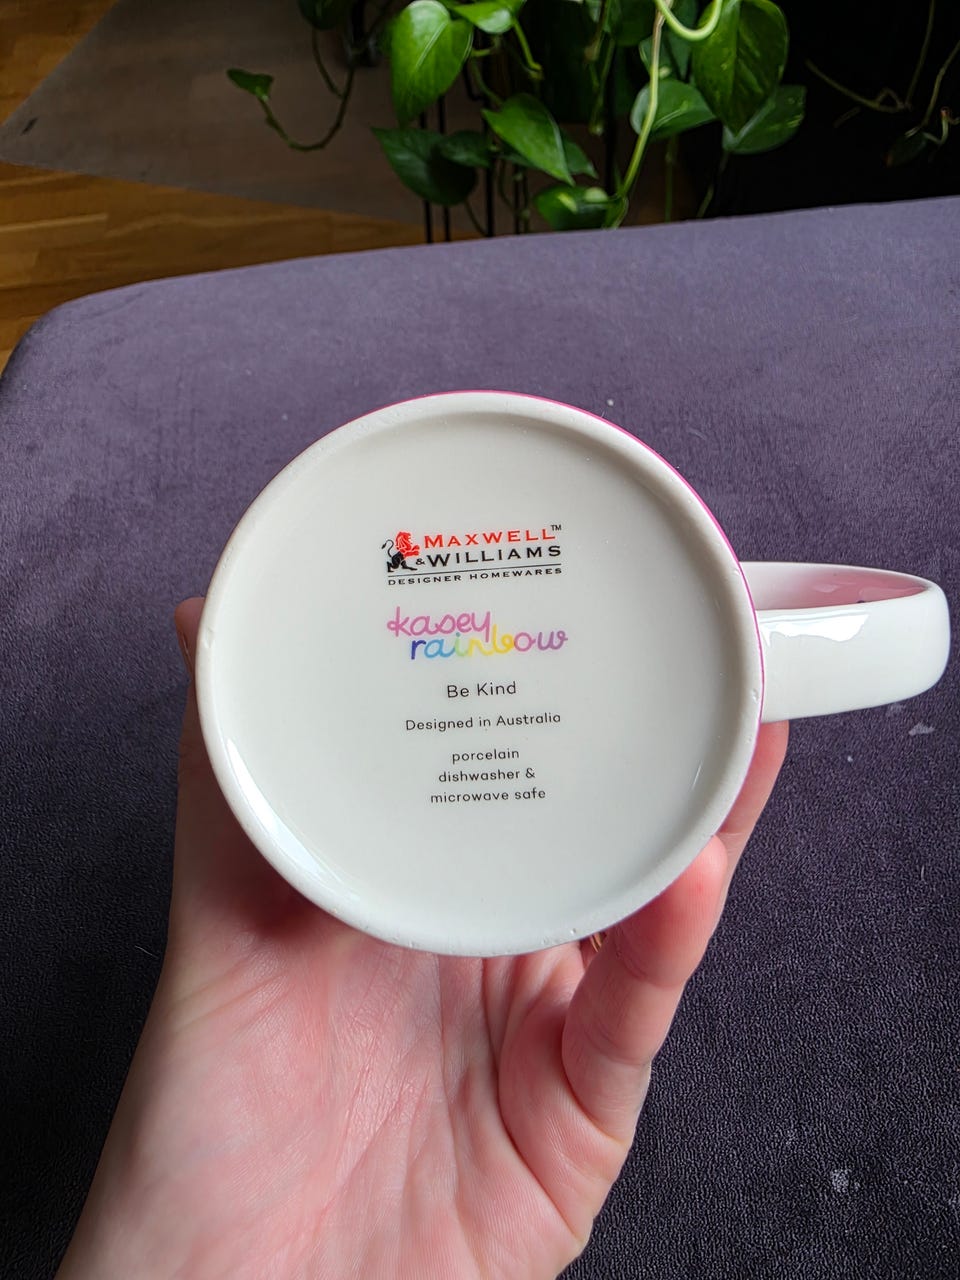 MAXWELL™
& WILLIAMS
DESIGNER HOMEWARES
kasey
rainbow
Be Kind
Designed in Australia
porcelain
dishwasher &
microwave safe